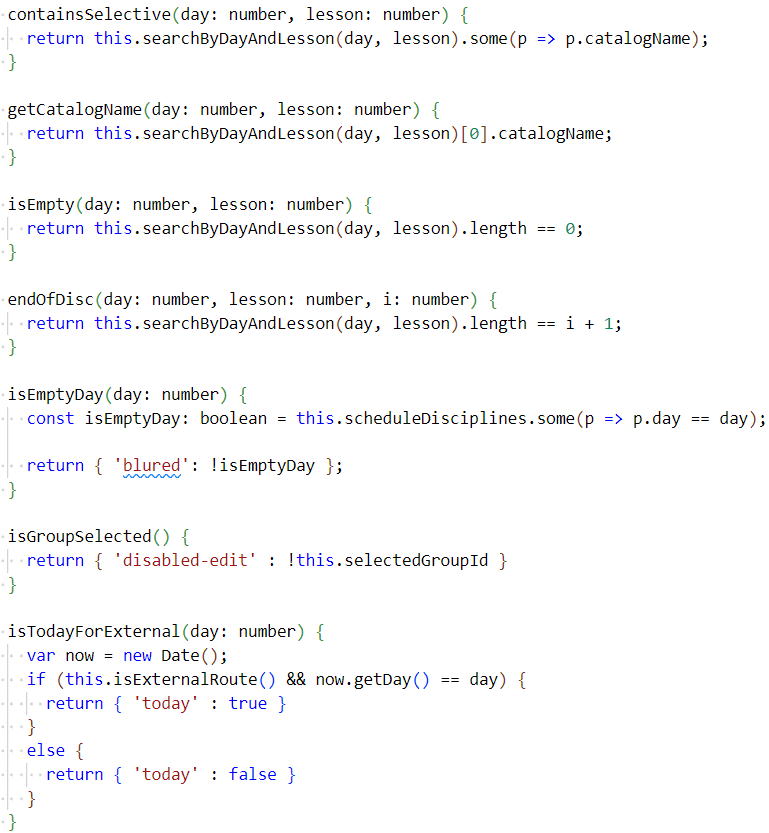 containsSelective(day: number, lesson: number) {
  return this.searchByDayAndLesson(day, lesson).some(p => p.catalogName);
}

getCatalogName(day: number, lesson: number) {
  return this.searchByDayAndLesson(day, lesson)[0].catalogName;
}

isEmpty(day: number, lesson: number) {
  return this.searchByDayAndLesson(day, lesson).length == 0;
}

endOfDisc(day: number, lesson: number, i: number) {
  return this.searchByDayAndLesson(day, lesson).length == i + 1;
}

isEmptyDay(day: number) {
  const isEmptyDay: boolean = this.scheduleDisciplines.some(p => p.day == day);

  return { 'blured': !isEmptyDay };
}

isGroupSelected() {
  return { 'disabled-edit' : !this.selectedGroupId }
}

isTodayForExternal(day: number) {
  var now = new Date();
  if (this.isExternalRoute() && now.getDay() == day) {
    return { 'today' : true }
  }
  else {
    return { 'today' : false }
  }
}